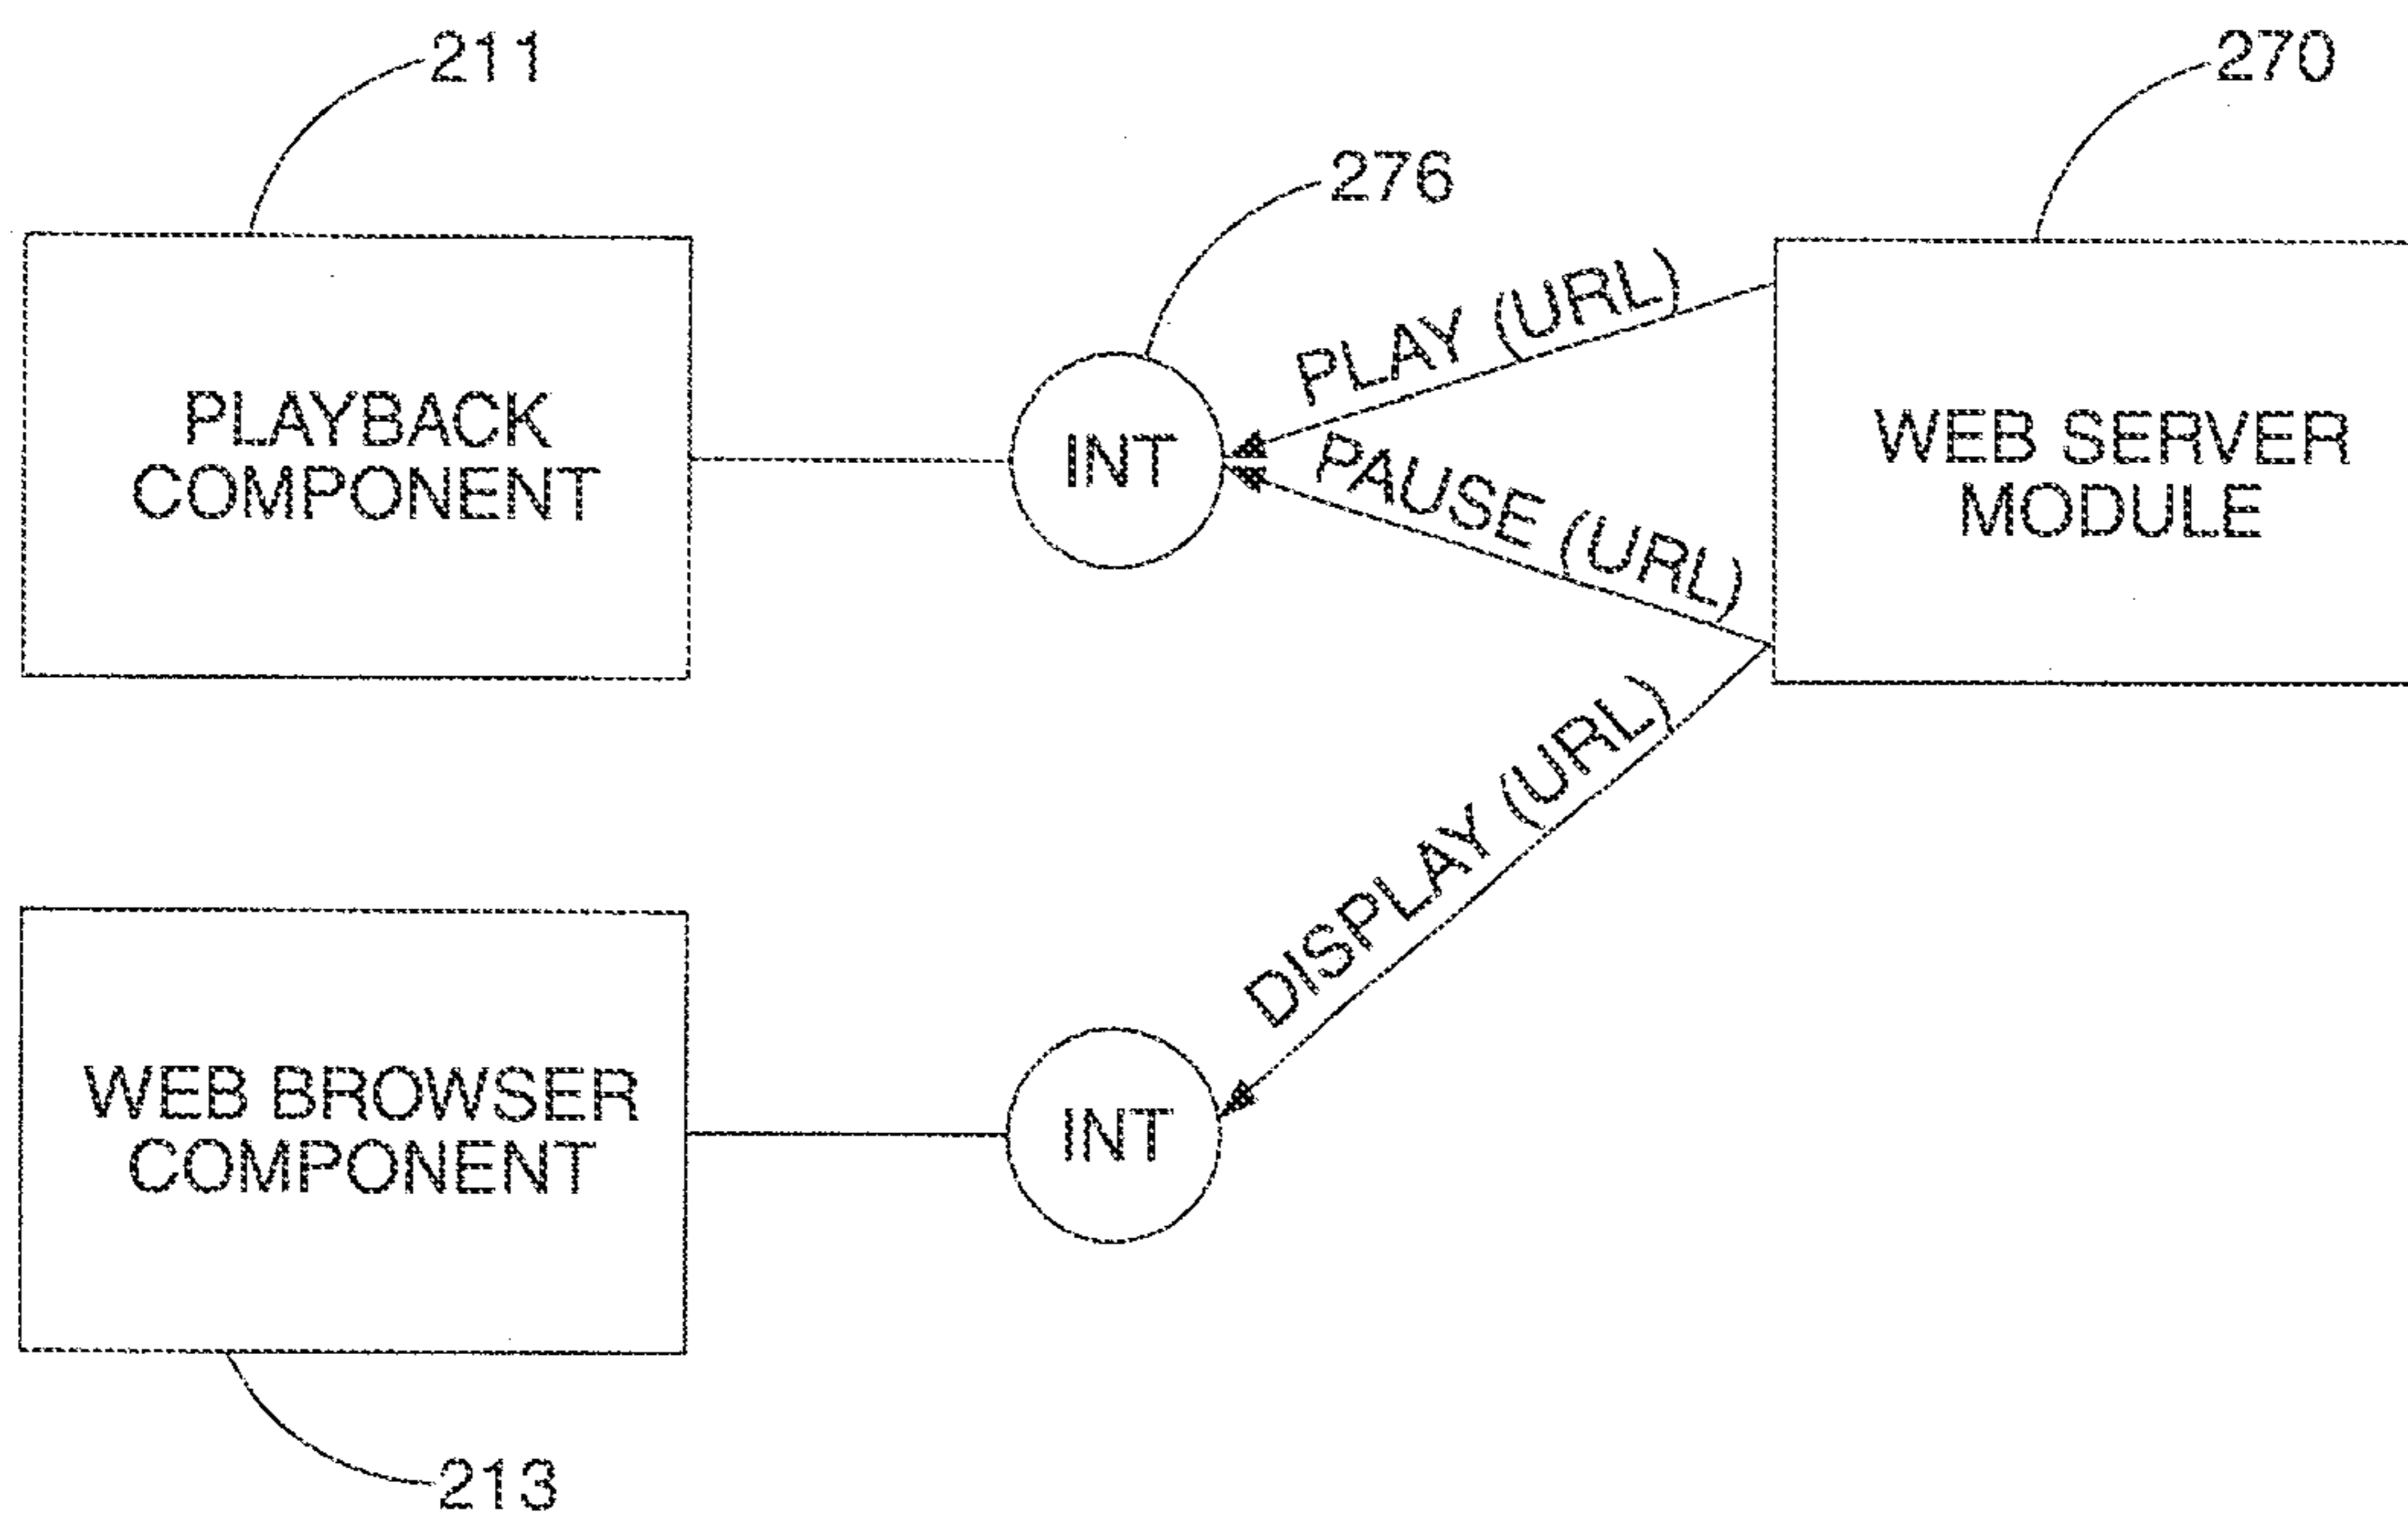 211
270
276
PLAY (URL)
PLAYBACK
COMPONENT
INT
PAUSE (URL)
WEB SERVER
MODULE
DISPLAY (URL)
WEB BROWSER
COMPONENT
INT
213